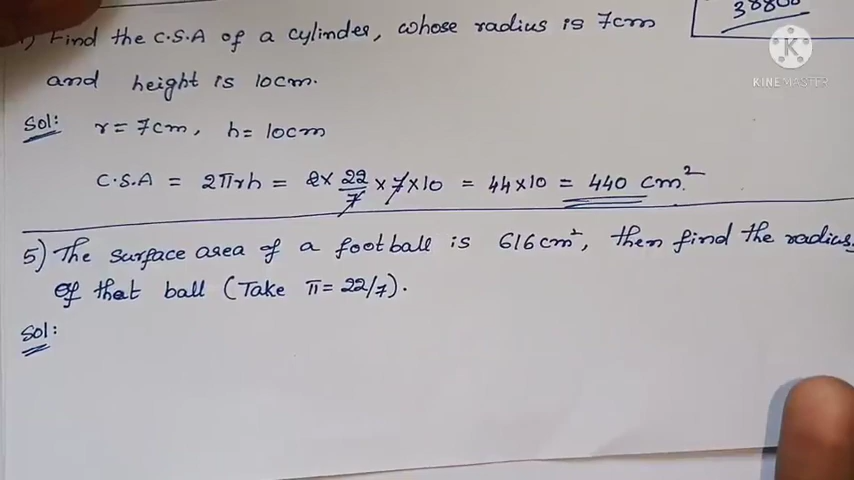 38808
) Find the C.S.A of a cylinder, whose radius is 7cm
and height is 10cm.
KINEMASTER
Sol:
r = 7cm, h = 10cm
C.S.A = 2πrh = 2 × 22/7 × 7 × 10 = 44×10 = 440 cm².
5) The surface area of a football is 616cm², then find the radius
of that ball (Take π = 22/7).
Sol: